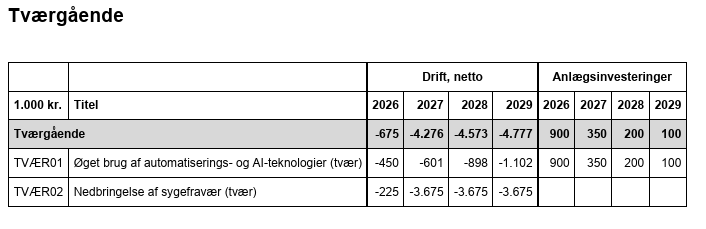 Tværgående
Drift, netto Anlægsinvesteringer
1.000 kr. Titel 2026 2027 2028 2029 2026 2027 2028 2029
Tværgående -675 -4.276 -4.573 -4.777 900 350 200 100
TVÆR01 Øget brug af automatiserings- og AI-teknologier (tvær) -450 -601 -898 -1.102 900 350 200 100
TVÆR02 Nedbringelse af sygefravær (tvær) -225 -3.675 -3.675 -3.675